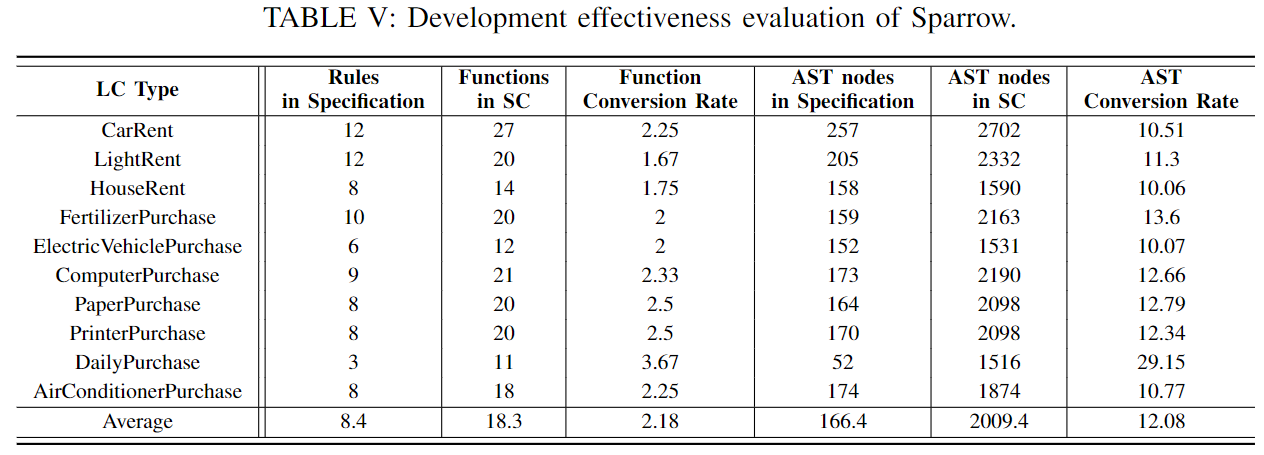 TABLE V: Development effectiveness evaluation of Sparrow.
LC Type | Rules in Specification | Functions in SC | Function Conversion Rate | AST nodes in Specification | AST nodes in SC | AST Conversion Rate
CarRent | 12 | 27 | 2.25 | 257 | 2702 | 10.51
LightRent | 12 | 20 | 1.67 | 205 | 2332 | 11.3
HouseRent | 8 | 14 | 1.75 | 158 | 1590 | 10.06
FertilizerPurchase | 10 | 20 | 2 | 159 | 2163 | 13.6
ElectricVehiclePurchase | 6 | 12 | 2 | 152 | 1531 | 10.07
ComputerPurchase | 9 | 21 | 2.33 | 173 | 2190 | 12.66
PaperPurchase | 8 | 20 | 2.5 | 164 | 2098 | 12.79
PrinterPurchase | 8 | 20 | 2.5 | 170 | 2098 | 12.34
DailyPurchase | 3 | 11 | 3.67 | 52 | 1516 | 29.15
AirConditionerPurchase | 8 | 18 | 2.25 | 174 | 1874 | 10.77
Average | 8.4 | 18.3 | 2.18 | 166.4 | 2009.4 | 12.08